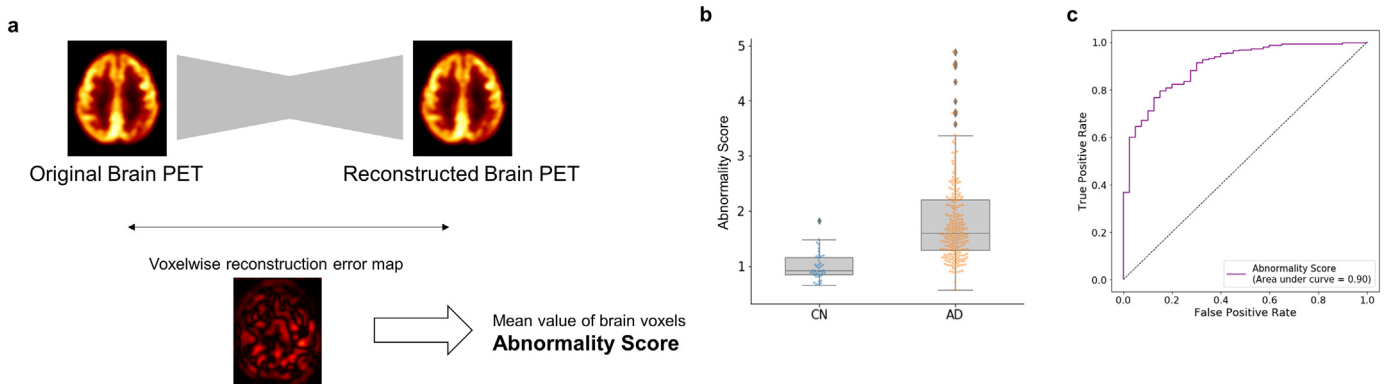 a
Original Brain PET
Reconstructed Brain PET
Voxelwise reconstruction error map
Mean value of brain voxels
Abnormality Score
b
Abnormality Score
5
4
3
2
1
CN
AD
c
True Positive Rate
1.0
0.8
0.6
0.4
0.2
0.0
Abnormality Score
(Area under curve = 0.90)
0.0
0.2
0.4
0.6
0.8
1.0
False Positive Rate